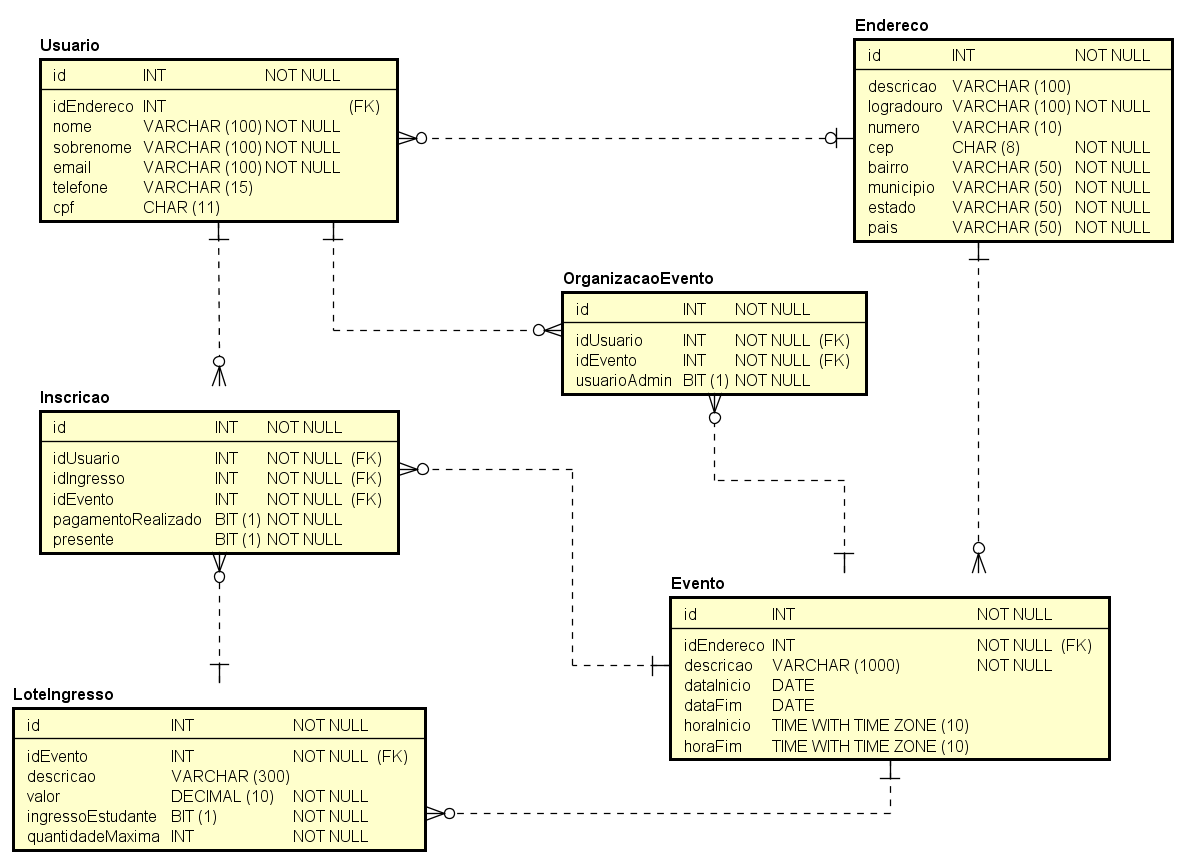 Usuario
id INT NOT NULL
idEndereco INT (FK)
nome VARCHAR (100) NOT NULL
sobrenome VARCHAR (100) NOT NULL
email VARCHAR (100) NOT NULL
telefone VARCHAR (15)
cpf CHAR (11)
Endereco
id INT NOT NULL
descricao VARCHAR (100)
logradouro VARCHAR (100) NOT NULL
numero VARCHAR (10)
cep CHAR (8) NOT NULL
bairro VARCHAR (50) NOT NULL
municipio VARCHAR (50) NOT NULL
estado VARCHAR (50) NOT NULL
pais VARCHAR (50) NOT NULL
OrganizacaoEvento
id INT NOT NULL
idUsuario INT NOT NULL (FK)
idEvento INT NOT NULL (FK)
usuarioAdmin BIT (1) NOT NULL
Inscricao
id INT NOT NULL
idUsuario INT NOT NULL (FK)
idIngresso INT NOT NULL (FK)
idEvento INT NOT NULL (FK)
pagamentoRealizado BIT (1) NOT NULL
presente BIT (1) NOT NULL
Evento
id INT NOT NULL
idEndereco INT NOT NULL (FK)
descricao VARCHAR (1000) NOT NULL
dataInicio DATE
dataFim DATE
horaInicio TIME WITH TIME ZONE (10)
horaFim TIME WITH TIME ZONE (10)
LoteIngresso
id INT NOT NULL
idEvento INT NOT NULL (FK)
descricao VARCHAR (300)
valor DECIMAL (10) NOT NULL
ingressoEstudante BIT (1) NOT NULL
quantidadeMaxima INT NOT NULL